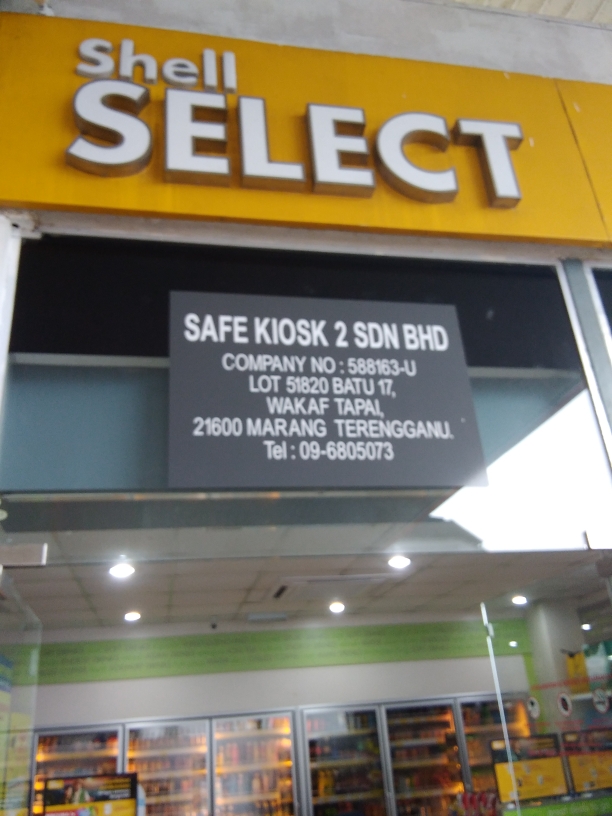 Shell
SELECT
SAFE KIOSK 2 SDN BHD
COMPANY NO : 588163-U
LOT 51820 BATU 17,
WAKAF TAPAI,
21600 MARANG TERENGGANU.
Tel : 09-6805073